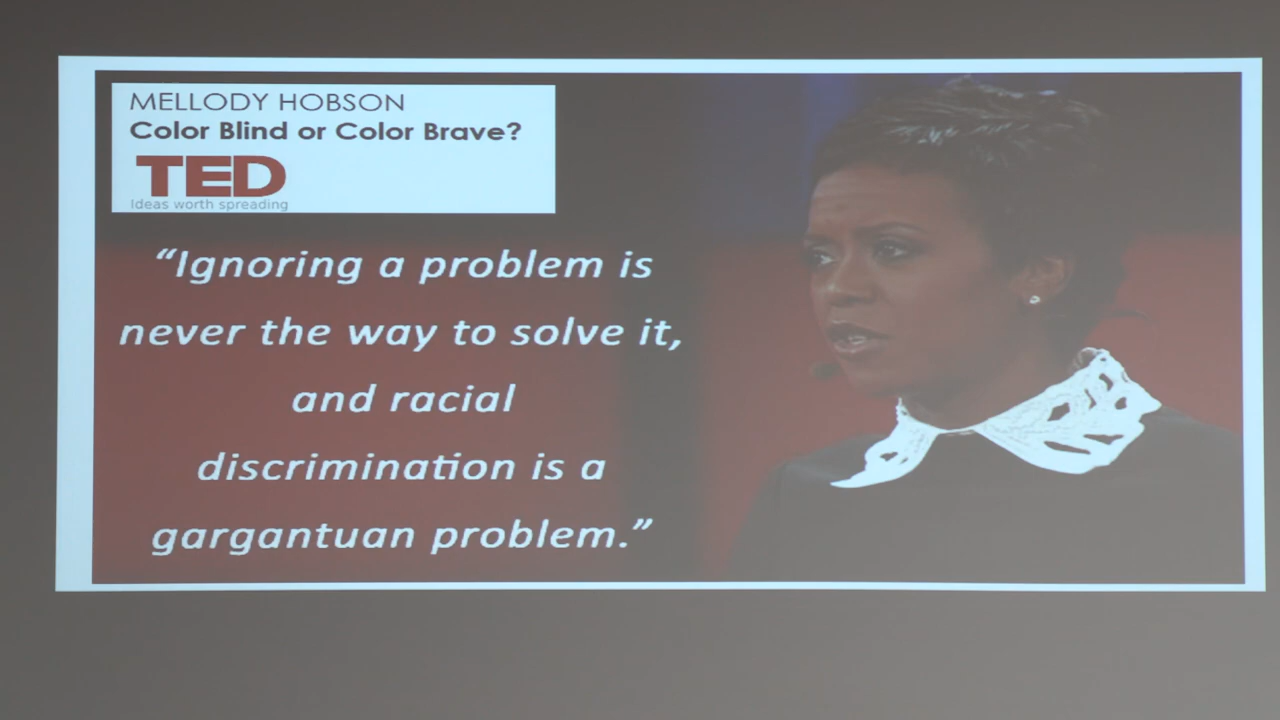 MELLODY HOBSON
Color Blind or Color Brave?
TED
Ideas worth spreading
“Ignoring a problem is
never the way to solve it,
and racial
discrimination is a
gargantuan problem.”